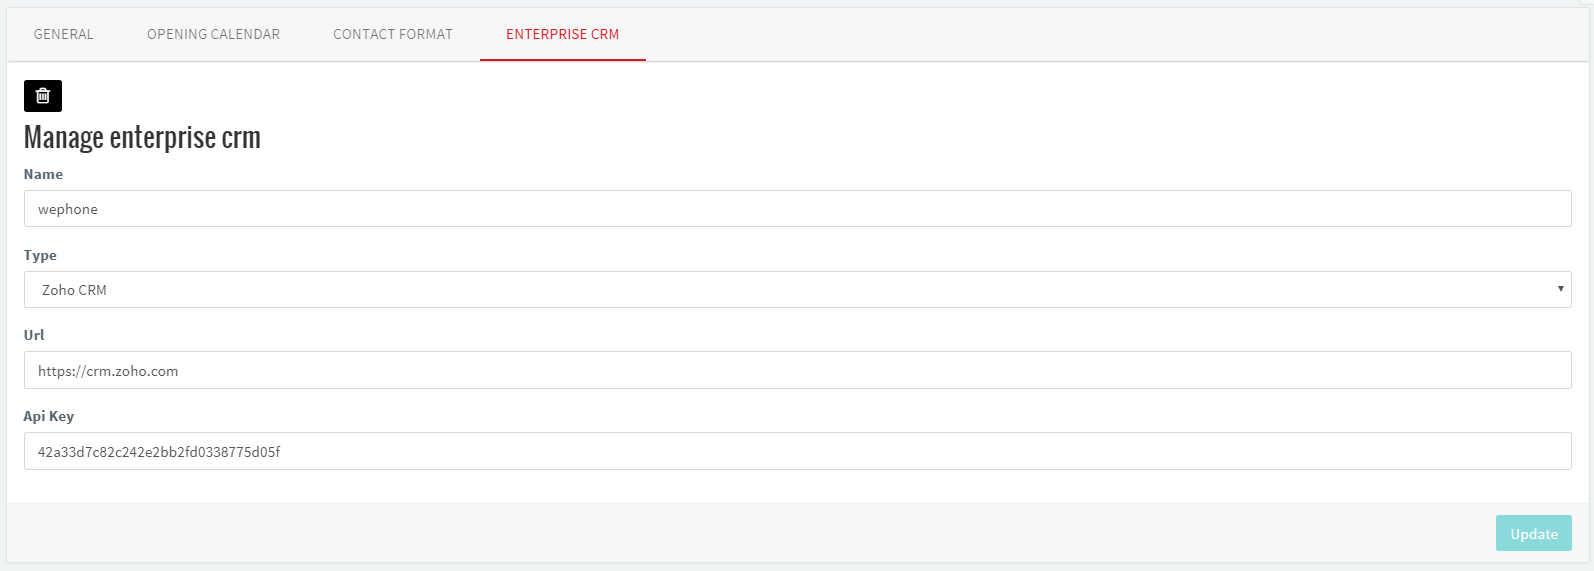 GENERAL OPENING CALENDAR CONTACT FORMAT ENTERPRISE CRM
Manage enterprise crm
Name
wephone
Type
Zoho CRM
Url
https://crm.zoho.com
Api Key
42a33d7c82c242e2bb2fd0338775d05f
Update